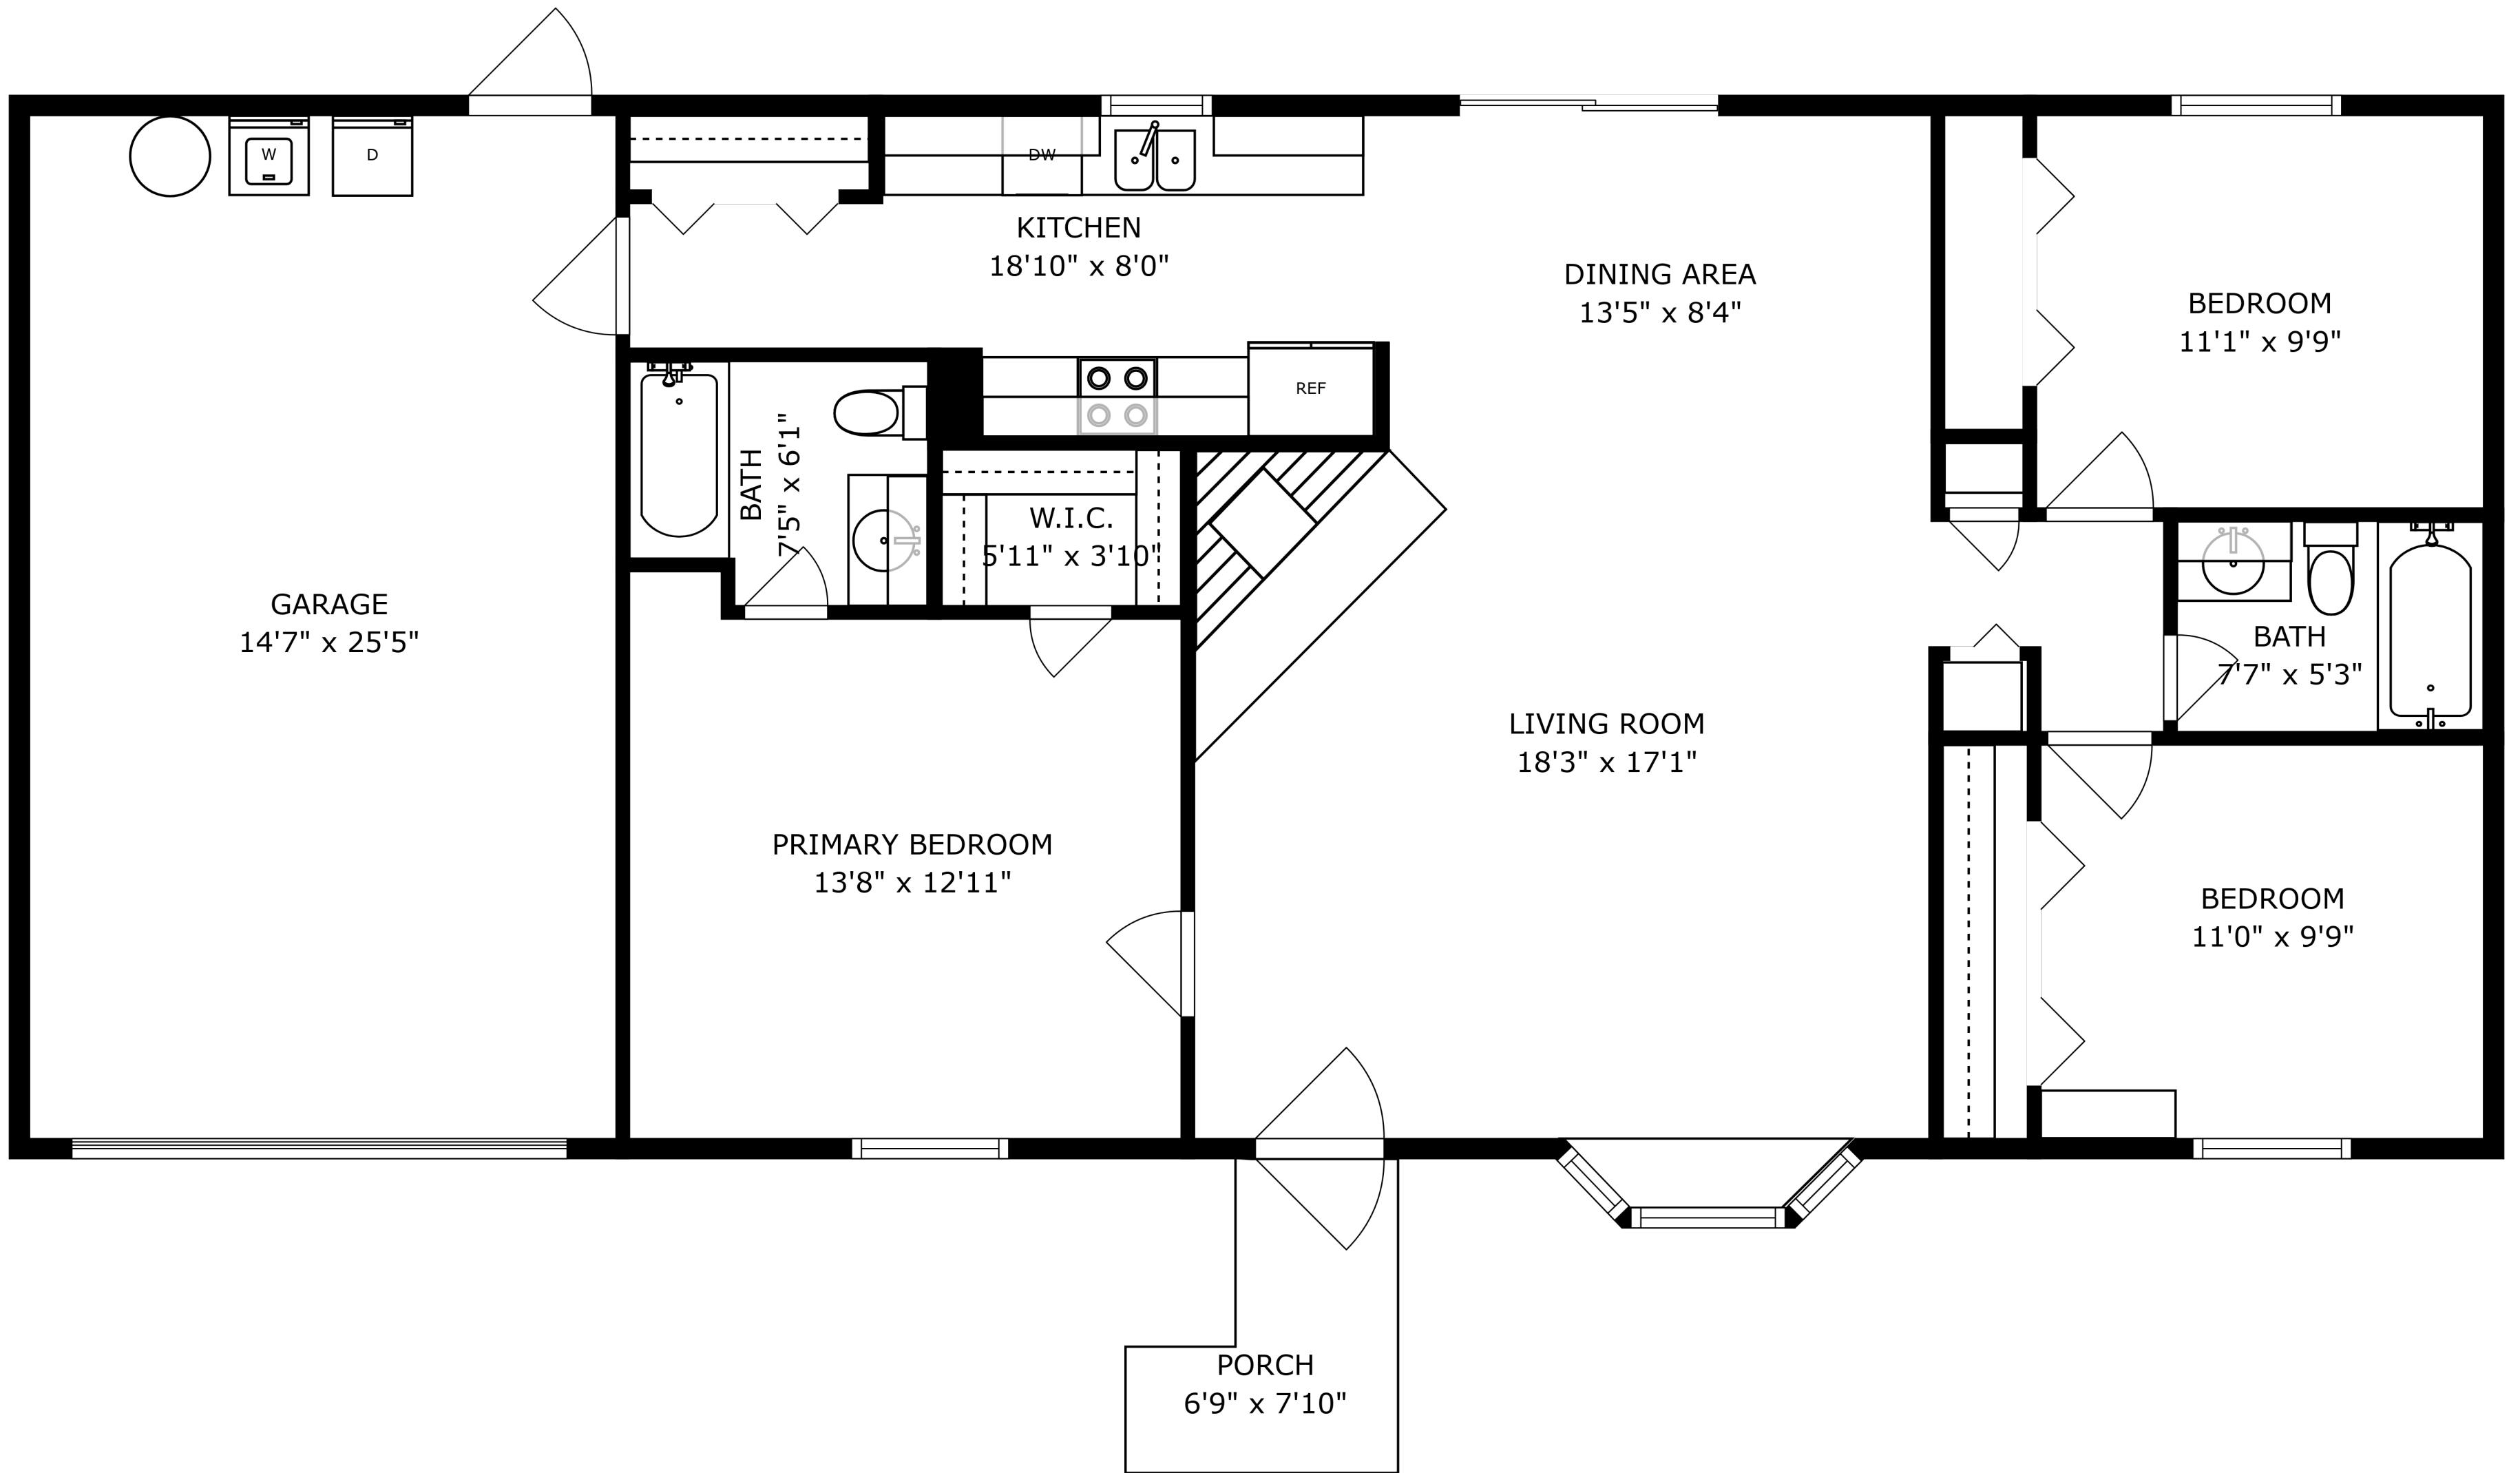 W
D
DW
KITCHEN
18'10" x 8'0"
DINING AREA
13'5" x 8'4"
BEDROOM
11'1" x 9'9"
REF
BATH
7'5" x 6'1"
W.I.C.
5'11" x 3'10"
GARAGE
14'7" x 25'5"
BATH
7'7" x 5'3"
LIVING ROOM
18'3" x 17'1"
PRIMARY BEDROOM
13'8" x 12'11"
BEDROOM
11'0" x 9'9"
PORCH
6'9" x 7'10"